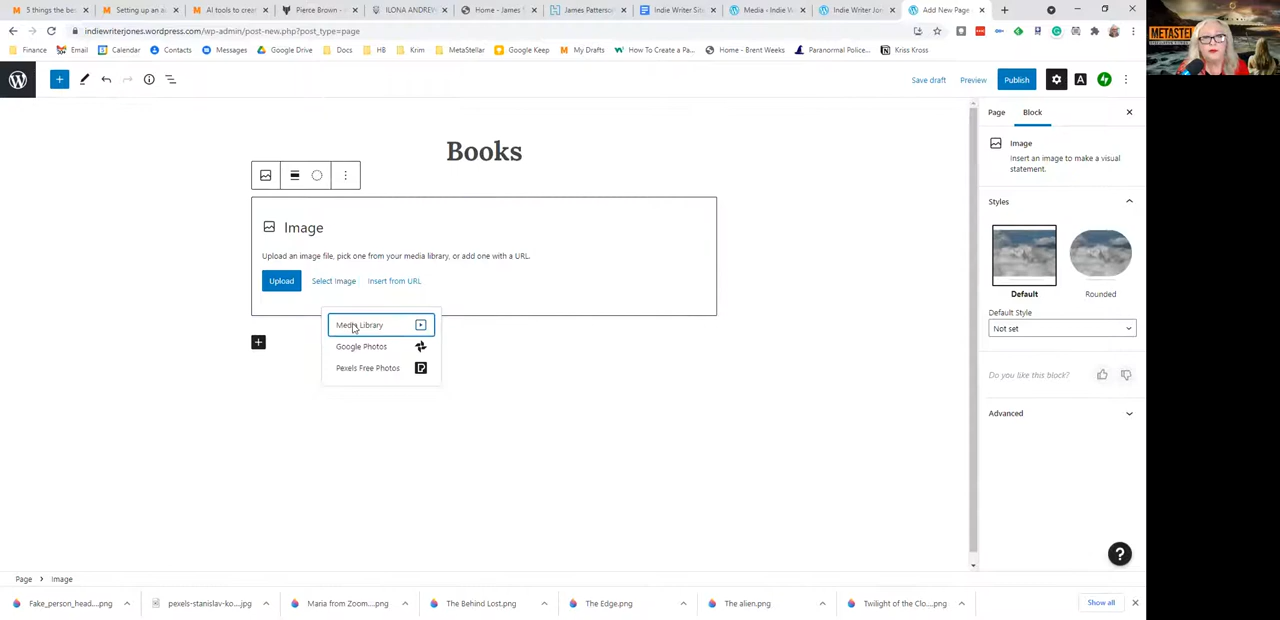 5 things the be
Setting up an a
AI tools to crea
Pierre Brown -
ILONA ANDREW
Home - James
James Patterson
Indie Writer Sit
Media - Indie W
Indie Writer Jon
Add New Page
indiewriterjones.wordpress.com/wp-admin/post-new.php?post_type=page
Finance
Email
Calendar
Contacts
Messages
Google Drive
Docs
HB
Krim
MetaStellar
Google Keep
My Drafts
How To Create a Pa...
Home - Brent Weeks
Paranormal Police...
Kriss Kross
METASTE
Save draft
Preview
Publish
Page
Block
Books
Image
Insert an image to make a visual
statement.
Image
Upload an image file, pick one from your media library, or add one with a URL.
Upload
Select Image
Insert from URL
Media Library
Google Photos
Pexels Free Photos
Styles
Default
Rounded
Default Style
Not set
Do you like this block?
Advanced
Page
Image
Fake_person_head....png
pexels-stanislav-ko....jpg
Maria from Zoom....png
The Behind Lost.png
The Edge.png
The alien.png
Twilight of the Clo....png
Show all